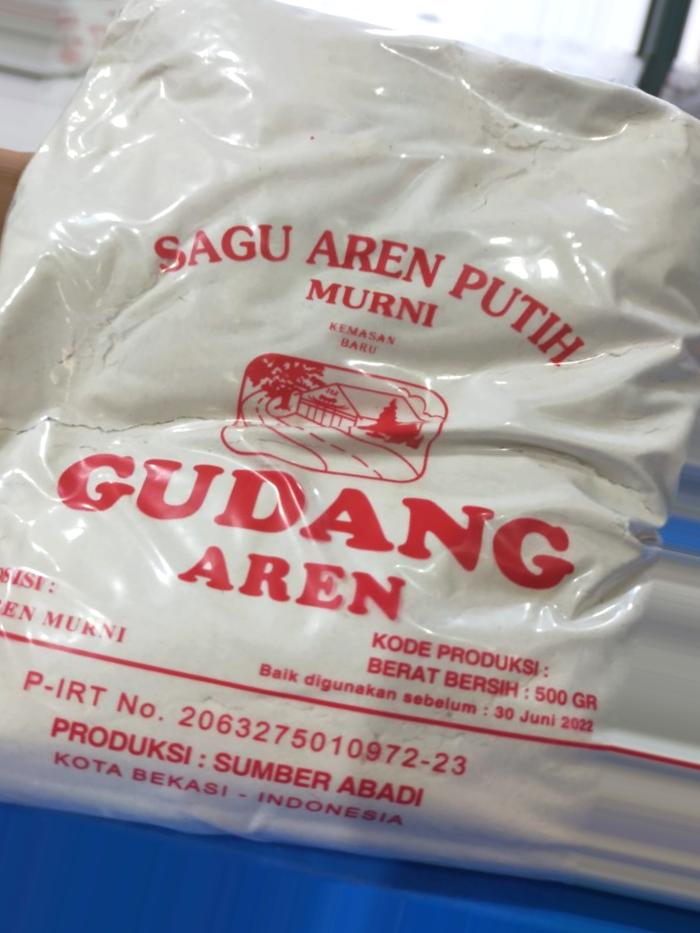 SAGU AREN PUTIH
MURNI
KEMASAN
BARU
GUDANG
AREN
MURNI
KODE PRODUKSI :
BERAT BERSIH : 500 GR
Baik digunakan sebelum : 30 Juni 2022
P-IRT No. 2063275010972-23
PRODUKSI : SUMBER ABADI
KOTA BEKASI - INDONESIA